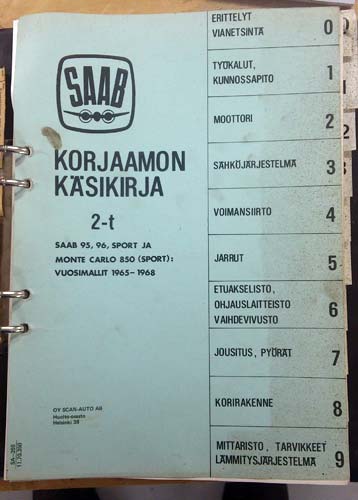 SAAB
KORJAAMON
KÄSIKIRJA
2-t
SAAB 95, 96, SPORT JA
MONTE CARLO 850 (SPORT):
VUOSIMALLIT 1965–1968
OY SCAN-AUTO AB
Huolto-osasto
Helsinki 38
ERITTELYT
VIANETSINTÄ 0
TYÖKALUT,
KUNNOSSAPITO 1
MOOTTORI 2
SÄHKÖJÄRJESTELMÄ 3
VOIMANSIIRTO 4
JARRUT 5
ETUAKSELISTO,
OHJAUSLAITTEISTO
VAIHDEVIVUSTO 6
JOUSITUS, PYÖRÄT 7
KORIRAKENNE 8
MITTARISTO, TARVIKKEET
LÄMMITYSJÄRJESTELMÄ 9